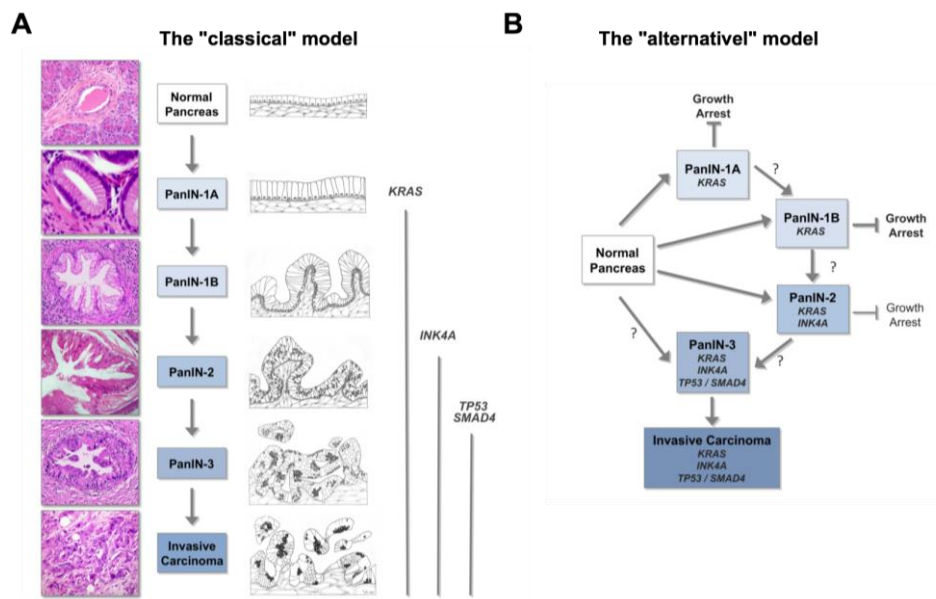 A
The "classical" model
Normal
Pancreas
PanIN-1A
PanIN-1B
PanIN-2
PanIN-3
Invasive
Carcinoma
KRAS
INK4A
TP53
SMAD4
B
The "alternativel" model
Growth
Arrest
PanIN-1A
KRAS
?
PanIN-1B
KRAS
Growth
Arrest
Normal
Pancreas
?
PanIN-2
KRAS
INK4A
Growth
Arrest
?
PanIN-3
KRAS
INK4A
TP53 / SMAD4
?
Invasive Carcinoma
KRAS
INK4A
TP53 / SMAD4